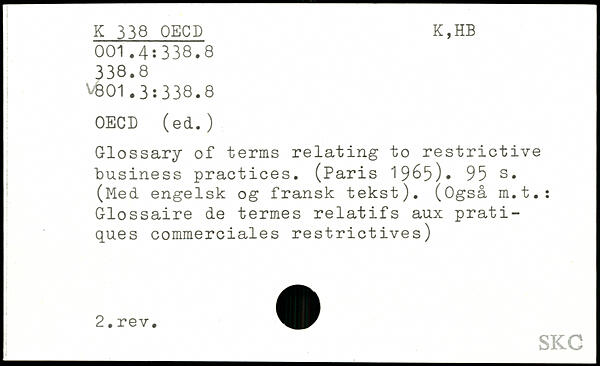 K 338 OECD K,HB
001.4:338.8
338.8
√801.3:338.8
OECD (ed.)
Glossary of terms relating to restrictive
business practices. (Paris 1965). 95 s.
(Med engelsk og fransk tekst). (Også m.t.:
Glossaire de termes relatifs aux prati-
ques commerciales restrictives)
2.rev.
SKC